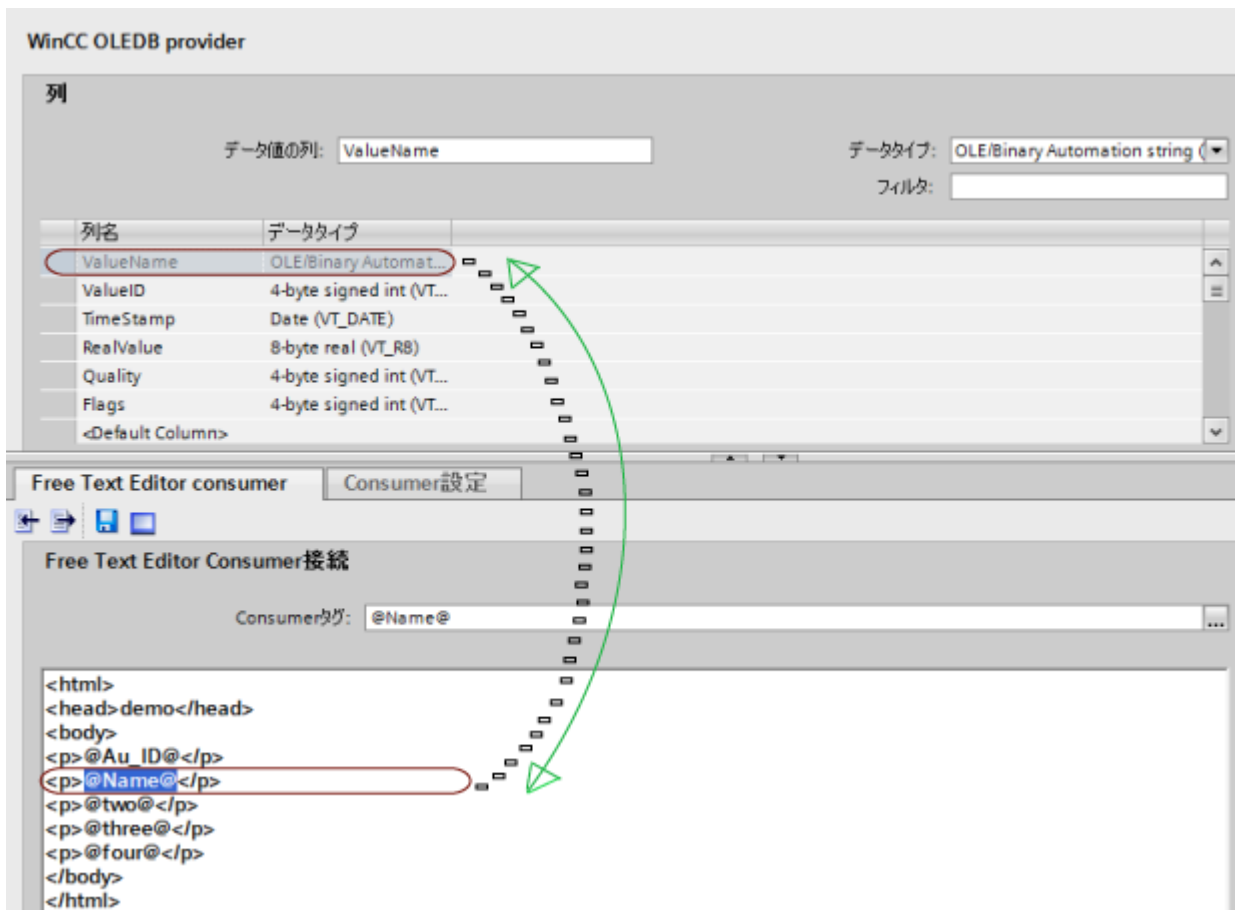 WinCC OLEDB provider
列
データ値の列: ValueName
データタイプ: OLE/Binary Automation string (
フィルタ:
列名 データタイプ
ValueName OLE/Binary Automat...
ValueID 4-byte signed int (VT...
TimeStamp Date (VT_DATE)
RealValue 8-byte real (VT_R8)
Quality 4-byte signed int (VT...
Flags 4-byte signed int (VT...
<Default Column>
Free Text Editor consumer Consumer設定
Free Text Editor Consumer接続
Consumerタグ: @Name@ ...
<html>
<head>demo</head>
<body>
<p>@Au_ID@</p>
<p>@Name@</p>
<p>@two@</p>
<p>@three@</p>
<p>@four@</p>
</body>
</html>